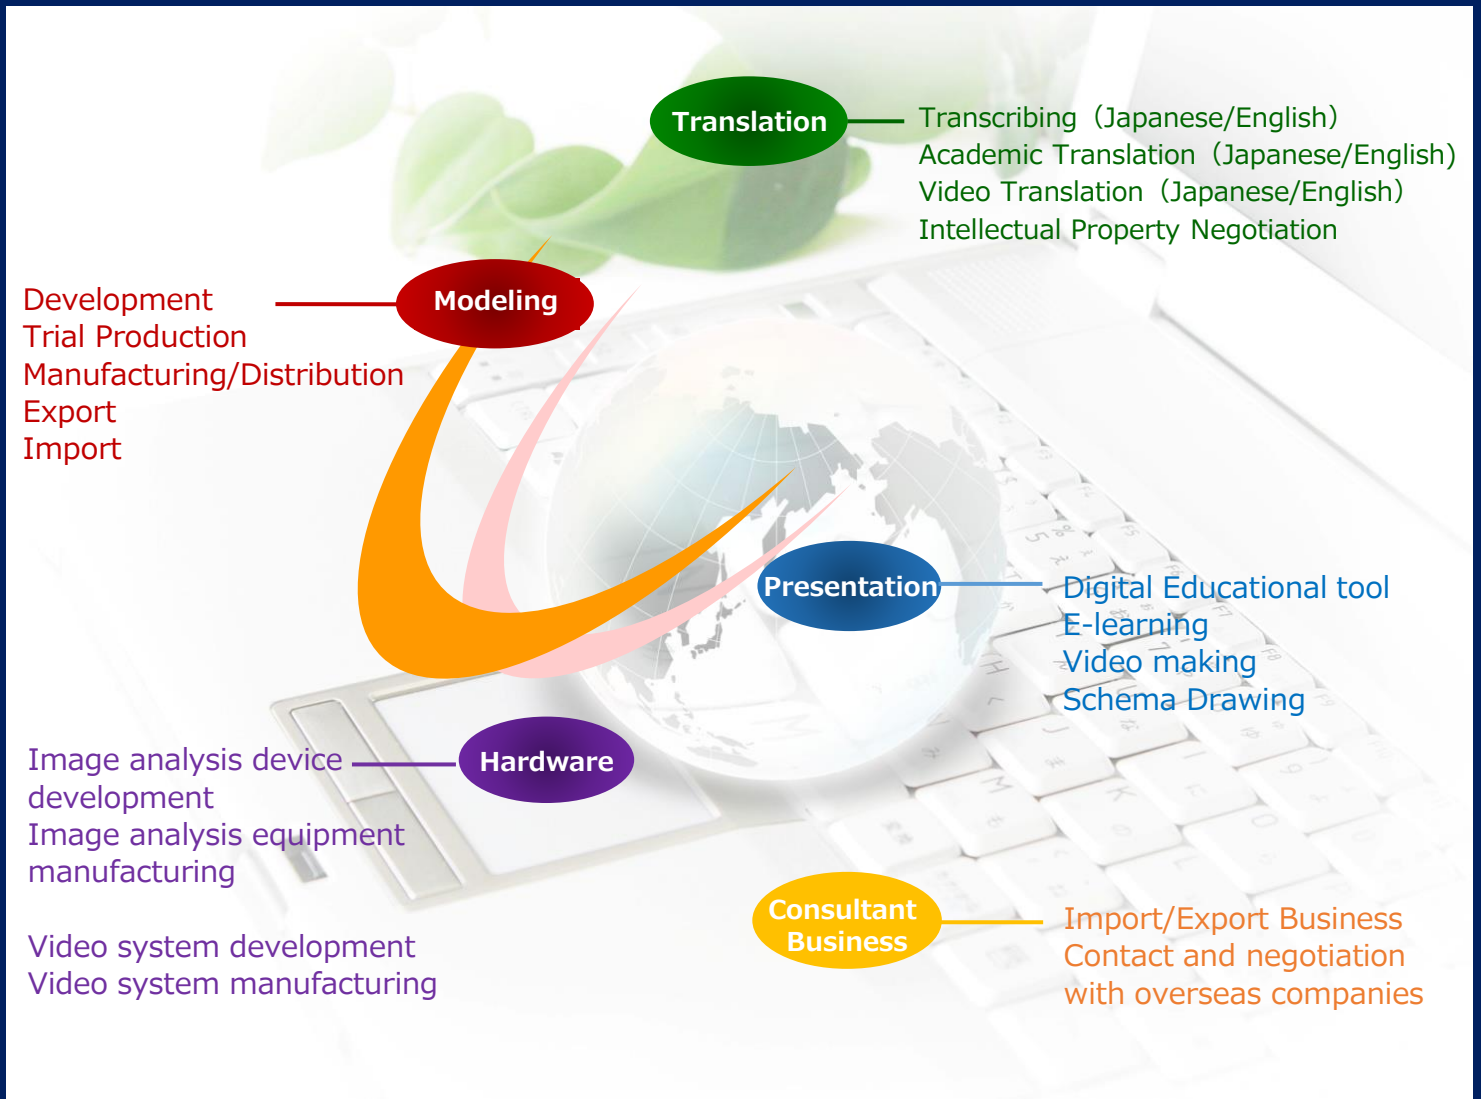 Translation
Transcribing（Japanese/English）
Academic Translation（Japanese/English)
Video Translation（Japanese/English）
Intellectual Property Negotiation
Modeling
Development
Trial Production
Manufacturing/Distribution
Export
Import
Presentation
Digital Educational tool
E-learning
Video making
Schema Drawing
Hardware
Image analysis device
development
Image analysis equipment
manufacturing
Video system development
Video system manufacturing
Consultant
Business
Import/Export Business
Contact and negotiation
with overseas companies